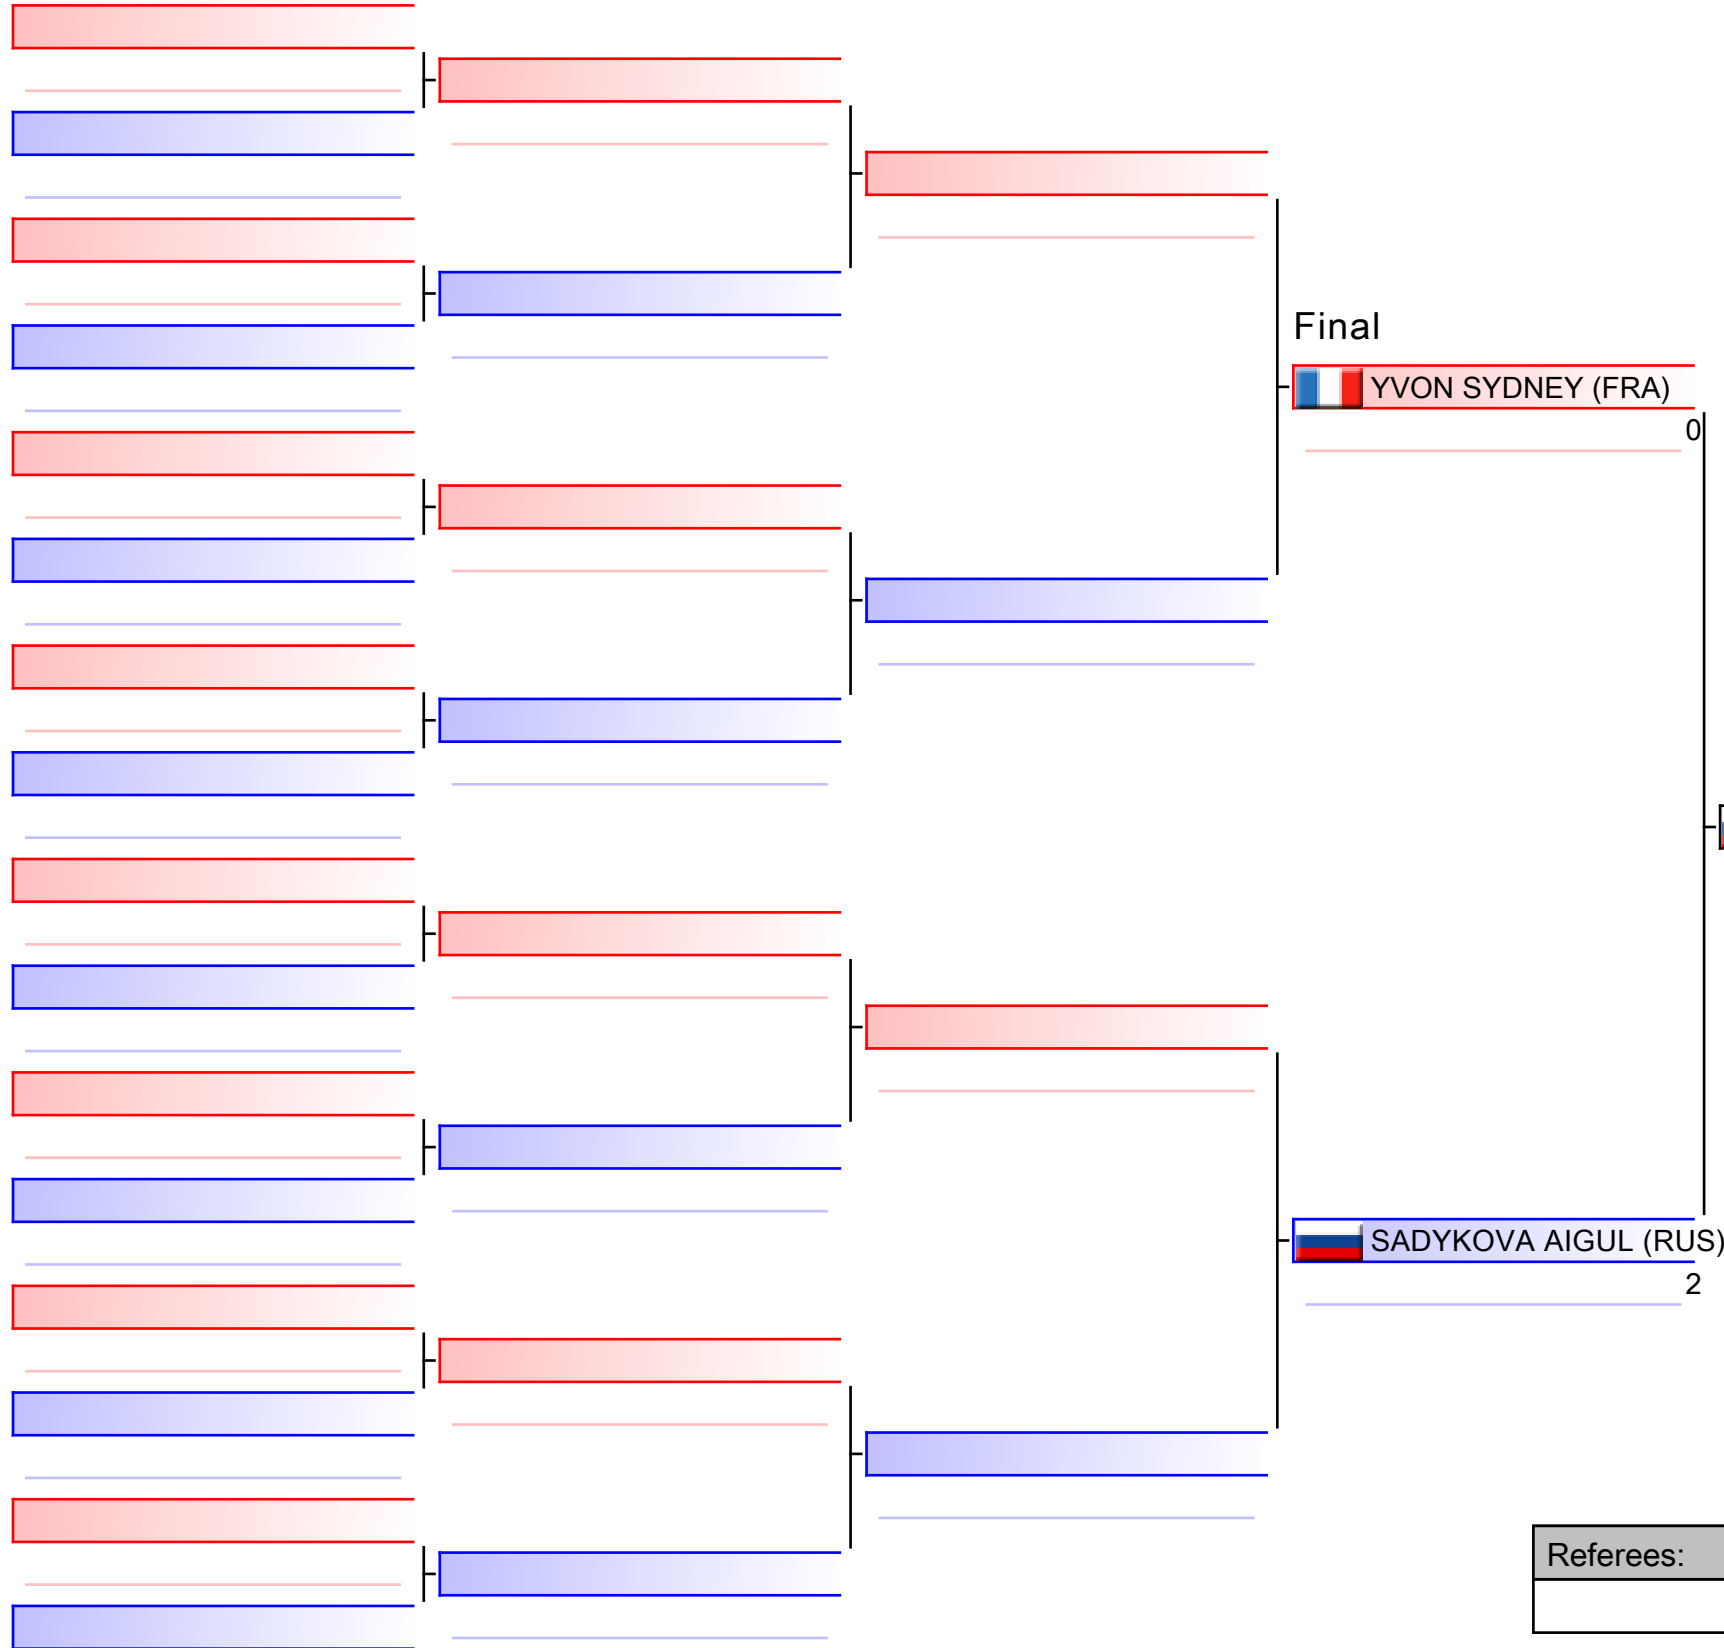 Final
YVON SYDNEY (FRA)
0
SADYKOVA AIGUL (RUS)
2
Referees: